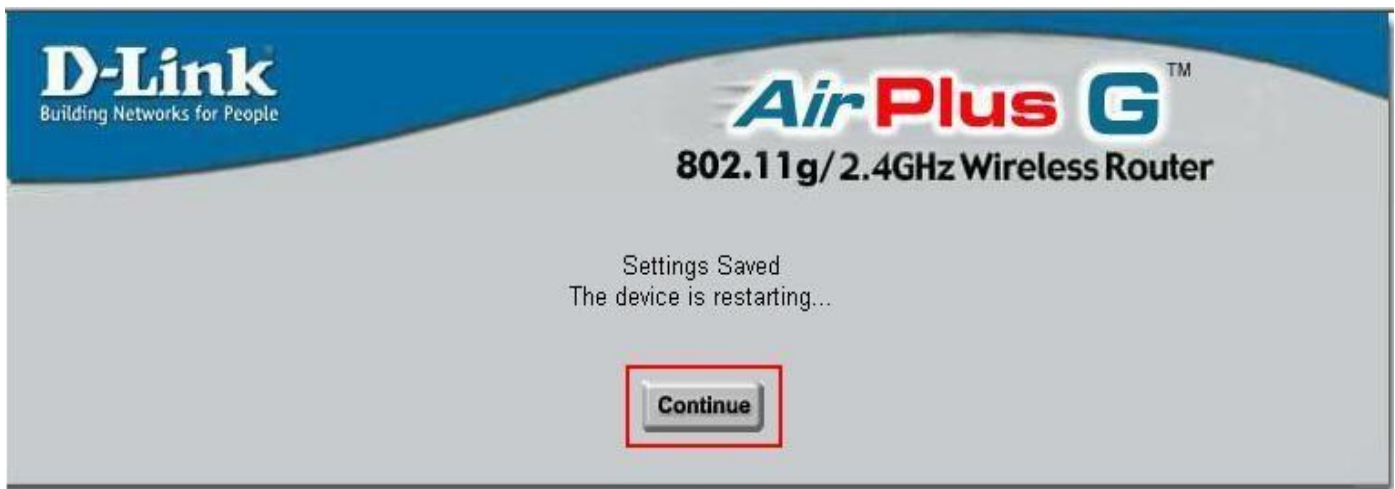 D-Link
Building Networks for People
AirPlus G™
802.11g/2.4GHz Wireless Router
Settings Saved
The device is restarting...
Continue